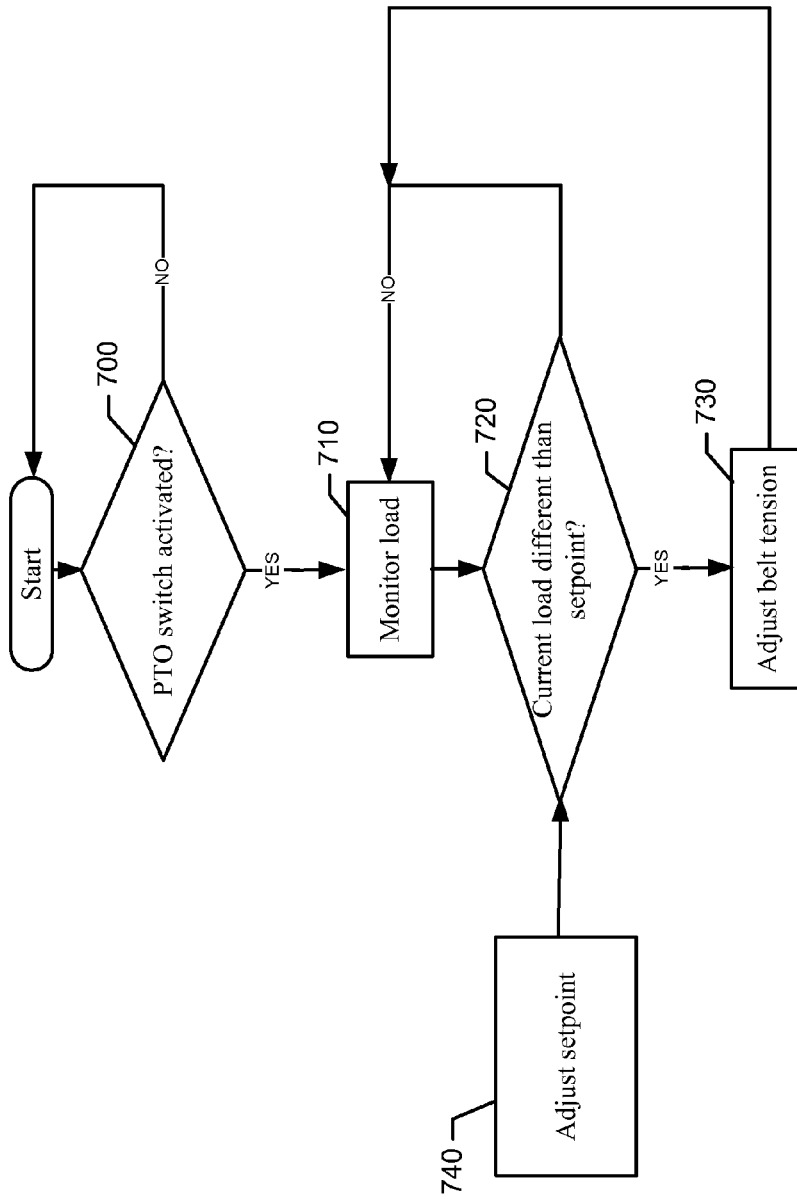 Start
700
PTO switch activated?
NO
YES
710
Monitor load
NO
720
Current load different than
setpoint?
YES
730
Adjust belt tension
740
Adjust setpoint